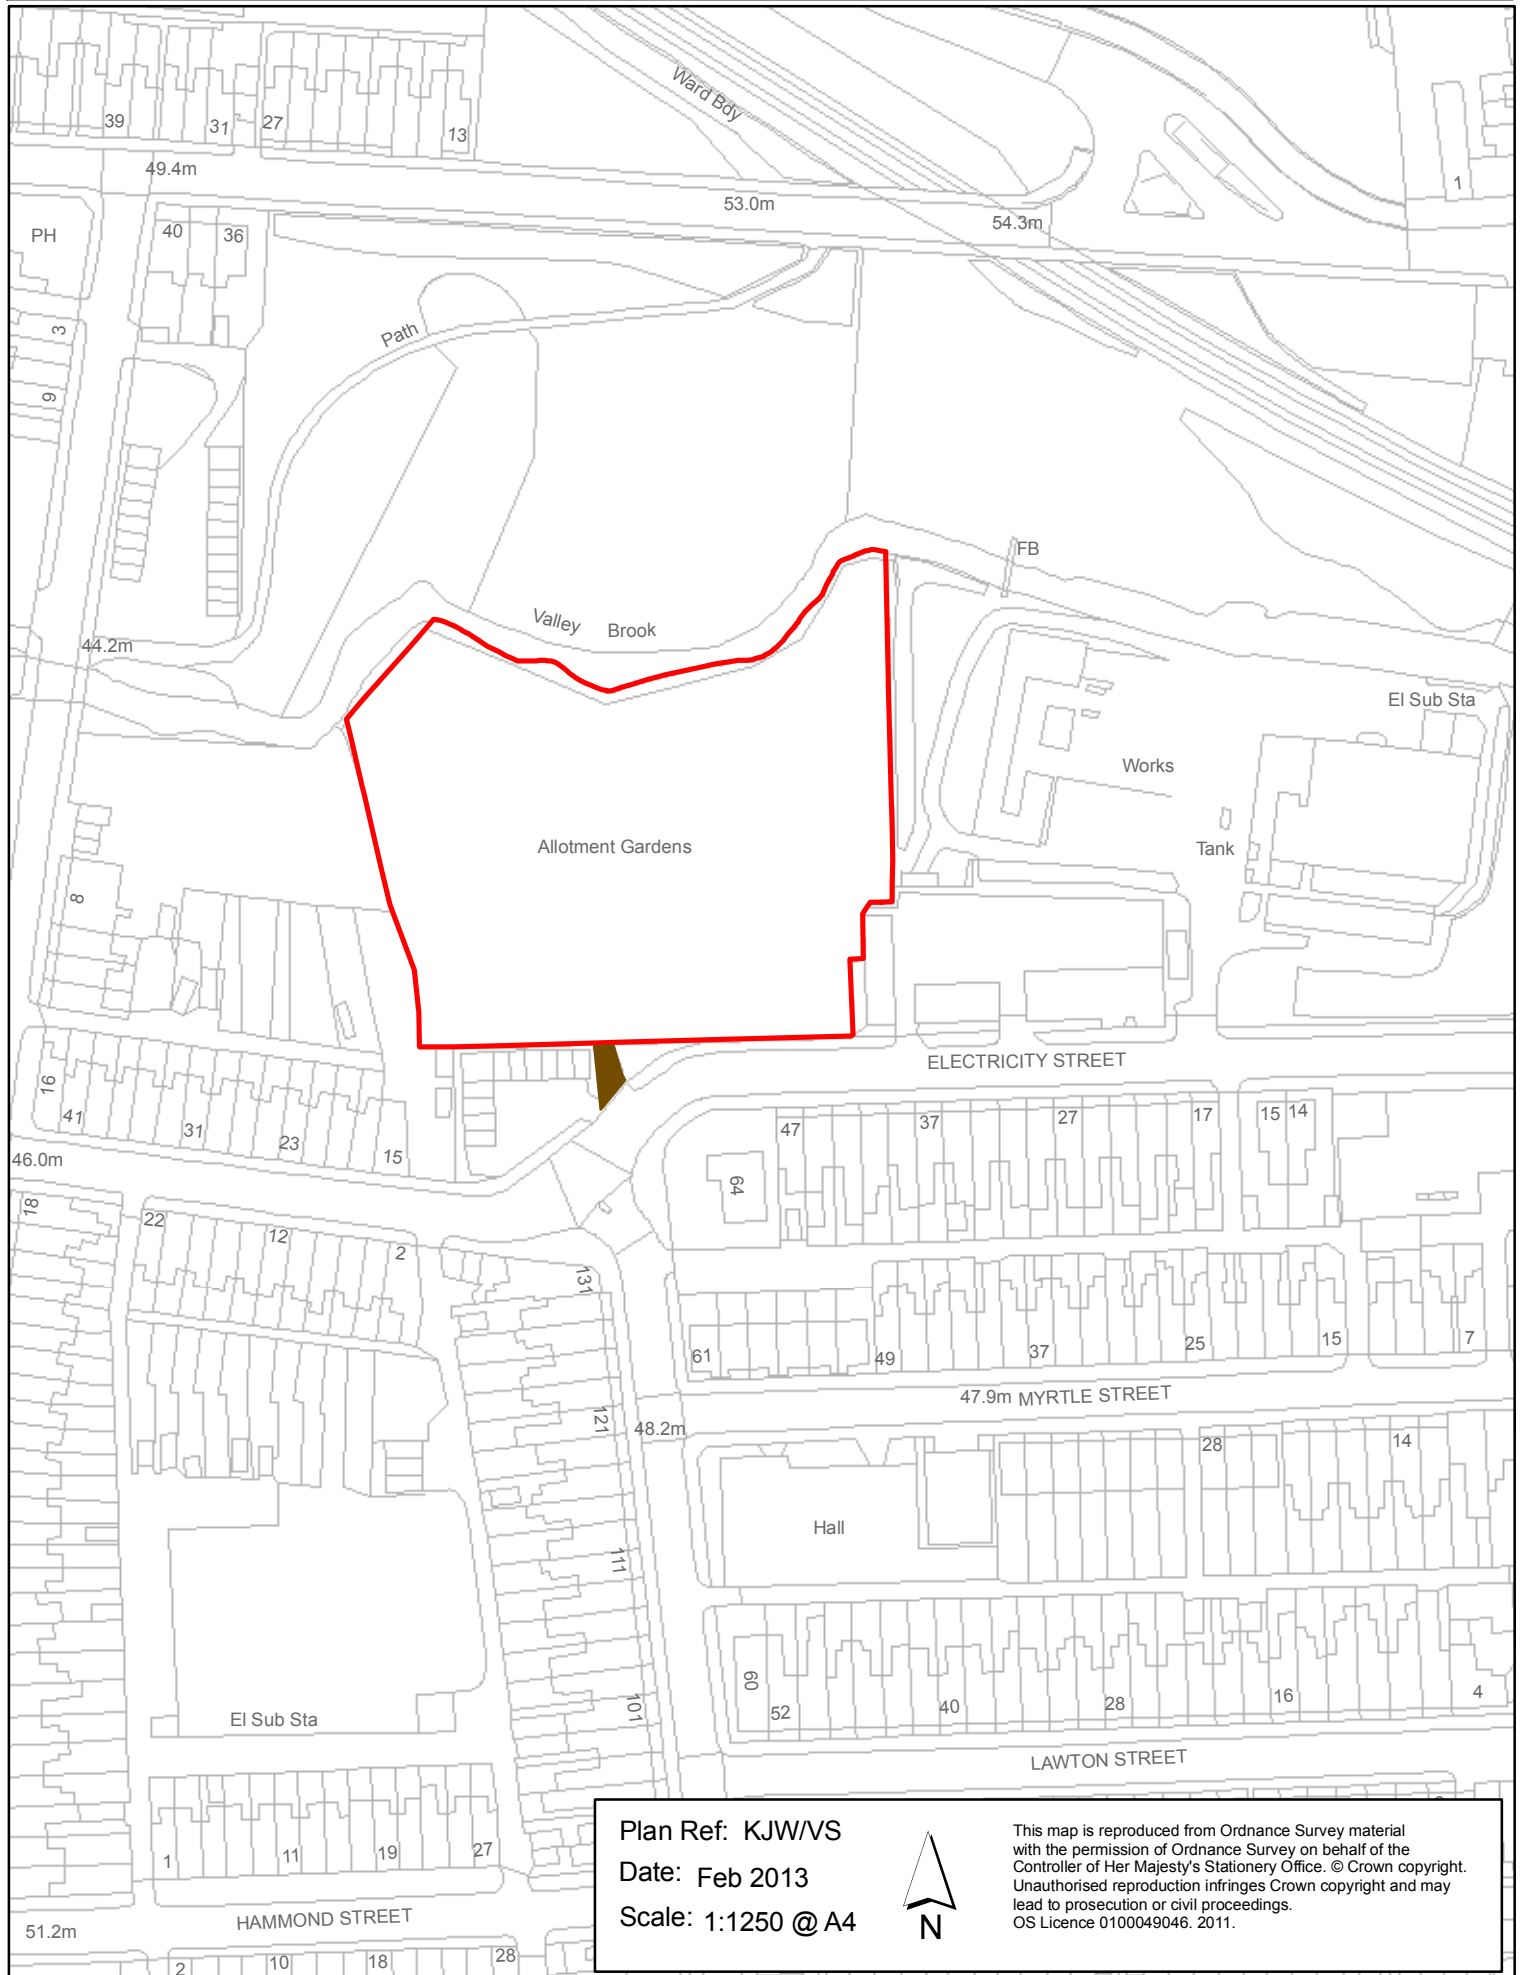 Ward Bdy
39
31
27
13
49.4m
53.0m
54.3m
1
PH
40
36
3
9
Path
FB
Valley Brook
44.2m
El Sub Sta
Works
Tank
Allotment Gardens
8
ELECTRICITY STREET
16
41
31
23
15
47
37
27
17
15
14
46.0m
64
18
22
12
2
131
61
49
37
25
15
7
47.9m MYRTLE STREET
121
48.2m
28
14
Hall
111
60
52
40
28
16
4
101
El Sub Sta
LAWTON STREET
1
11
19
27
HAMMOND STREET
51.2m
2
10
18
28
Plan Ref: KJW/VS
Date: Feb 2013
Scale: 1:1250 @ A4
N
This map is reproduced from Ordnance Survey material
with the permission of Ordnance Survey on behalf of the
Controller of Her Majesty's Stationery Office. © Crown copyright.
Unauthorised reproduction infringes Crown copyright and may
lead to prosecution or civil proceedings.
OS Licence 0100049046. 2011.